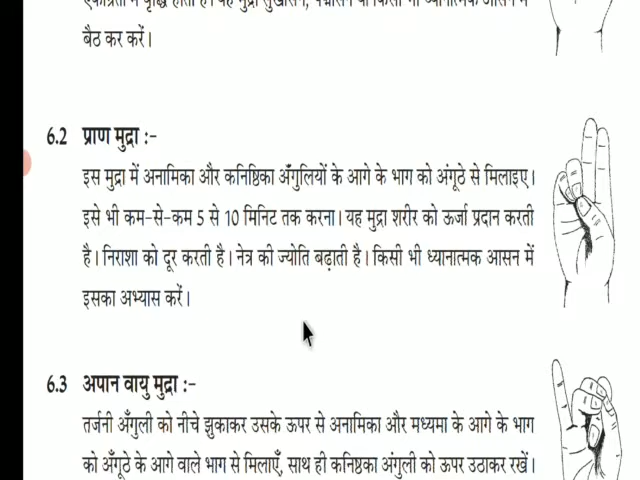 बैठ कर करें।
6.2 प्राण मुद्रा :-
इस मुद्रा में अनामिका और कनिष्ठिका अँगुलियों के आगे के भाग को अंगूठे से मिलाइए।
इसे भी कम-से-कम 5 से 10 मिनिट तक करना। यह मुद्रा शरीर को ऊर्जा प्रदान करती
है। निराशा को दूर करती है। नेत्र की ज्योति बढ़ाती है। किसी भी ध्यानात्मक आसन में
इसका अभ्यास करें।
6.3 अपान वायु मुद्रा :-
तर्जनी अँगुली को नीचे झुकाकर उसके ऊपर से अनामिका और मध्यमा के आगे के भाग
को अँगूठे के आगे वाले भाग से मिलाएँ, साथ ही कनिष्ठका अंगुली को ऊपर उठाकर रखें।